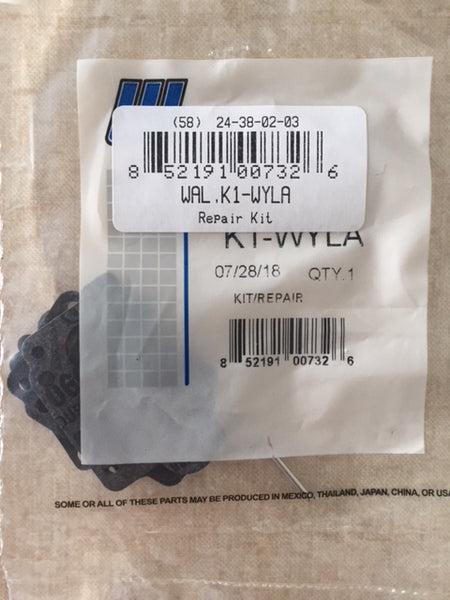 (58) 24-38-02-03
8 52191 00732 6
WAL.K1-WYLA
Repair Kit
K1-WYLA
07/28/18 QTY.1
KIT/REPAIR
8 52191 00732 6
SOME OR ALL OF THESE PARTS MAY BE PRODUCED IN MEXICO, THAILAND, JAPAN, CHINA, OR USA